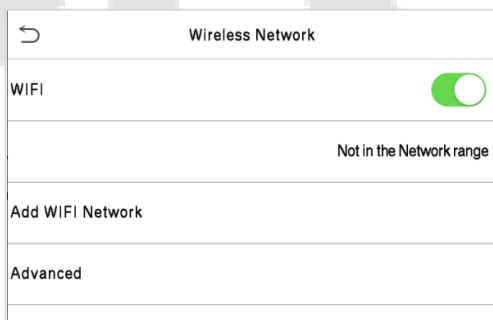 Wireless Network
WIFI
Not in the Network range
Add WIFI Network
Advanced